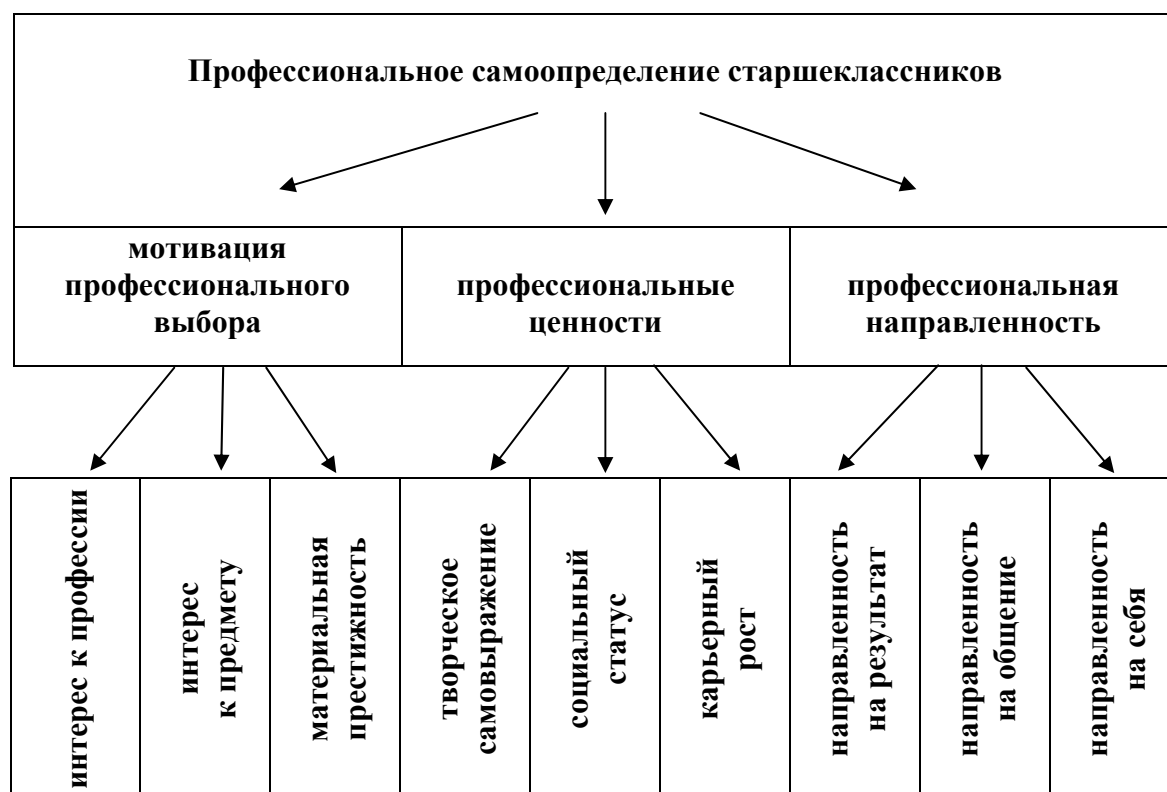 Профессиональное самоопределение старшеклассников
мотивация
профессионального
выбора
профессиональные
ценности
профессиональная
направленность
интерес к профессии
интерес
к предмету
материальная
престижность
творческое
самовыражение
социальный
статус
карьерный
рост
направленность
на результат
направленность
на общение
направленность
на себя